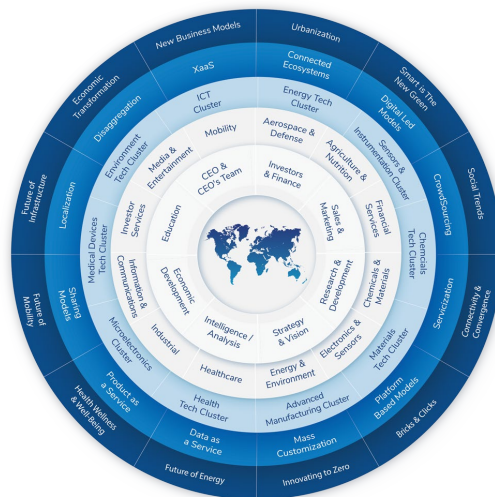 Urbanization
Smart is The
New Green
Social Trends
Connectivity &
Convergence
Bricks & Clicks
Innovating to Zero
Future of Energy
Health Wellness
& Well-Being
Future of
Mobility
Future of
Infrastructure
Economic
Transformation
New Business Models
Connected
Ecosystems
Digital Led
Models
CrowdSourcing
Servicization
Platform
Based Models
Mass
Customization
Data as
a Service
Product as
a Service
Sharing
Models
Localization
Disaggregation
XaaS
Energy Tech
Cluster
Sensors &
Instrumentation Cluster
Chemcials
Tech Cluster
Materials
Tech Cluster
Advanced
Manufacturing Cluster
Health
Tech Cluster
Microelectronics
Cluster
Medical Devices
Tech Cluster
Environment
Tech Cluster
ICT
Cluster
Aerospace &
Defense
Agriculture &
Nutrition
Financial
Services
Chemicals &
Materials
Electronics &
Sensors
Energy &
Environment
Healthcare
Industrial
Information &
Communications
Investor
Services
Media &
Entertainment
Mobility
Investors
& Finance
Sales &
Marketing
Research &
Development
Strategy
& Vision
Intelligence /
Analysis
Economic
Development
Education
CEO &
CEO's Team